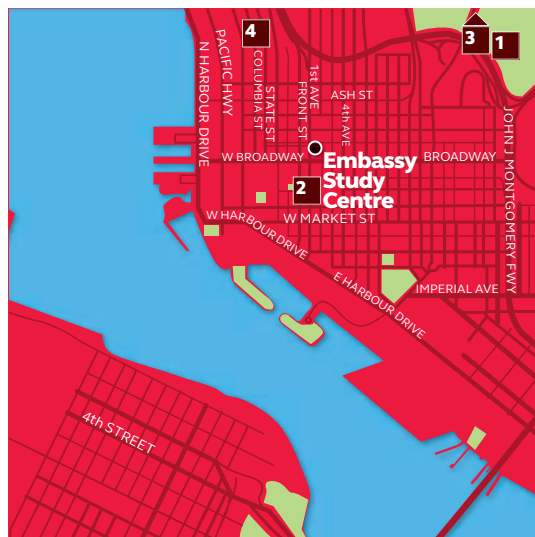 4
3
1
N HARBOUR DRIVE
PACIFIC HWY
COLUMBIA ST
STATE ST
FRONT ST
1st AVE
4th AVE
ASH ST
JOHN J MONTGOMERY FWY
W BROADWAY
BROADWAY
Embassy
Study
Centre
2
W MARKET ST
W HARBOUR DRIVE
E HARBOUR DRIVE
IMPERIAL AVE
4th STREET